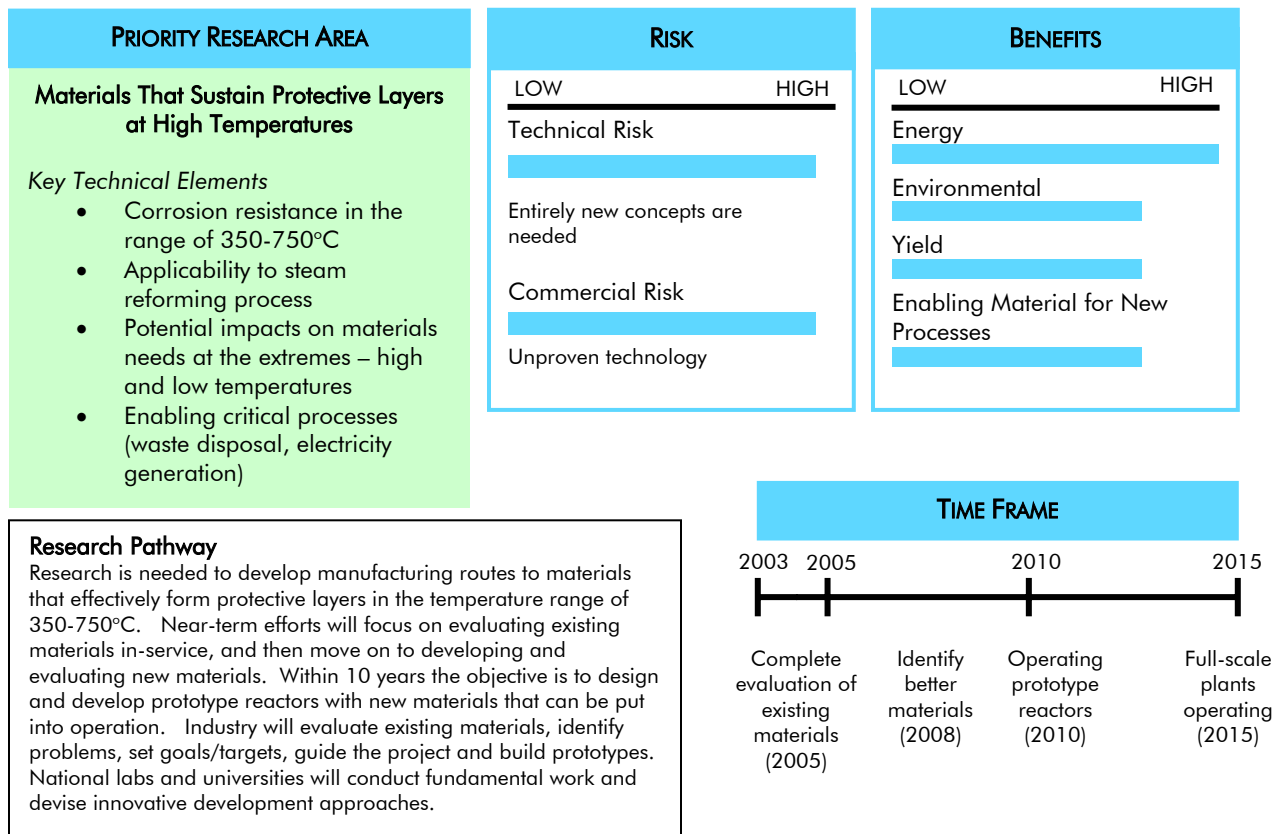 PRIORITY RESEARCH AREA
Materials That Sustain Protective Layers
at High Temperatures
Key Technical Elements
• Corrosion resistance in the
range of 350-750°C
• Applicability to steam
reforming process
• Potential impacts on materials
needs at the extremes – high
and low temperatures
• Enabling critical processes
(waste disposal, electricity
generation)
RISK
LOW HIGH
Technical Risk
Entirely new concepts are
needed
Commercial Risk
Unproven technology
BENEFITS
LOW HIGH
Energy
Environmental
Yield
Enabling Material for New
Processes
Research Pathway
Research is needed to develop manufacturing routes to materials
that effectively form protective layers in the temperature range of
350-750°C. Near-term efforts will focus on evaluating existing
materials in-service, and then move on to developing and
evaluating new materials. Within 10 years the objective is to design
and develop prototype reactors with new materials that can be put
into operation. Industry will evaluate existing materials, identify
problems, set goals/targets, guide the project and build prototypes.
National labs and universities will conduct fundamental work and
devise innovative development approaches.
TIME FRAME
2003 2005 2010 2015
Complete
evaluation of
existing
materials
(2005)
Identify
better
materials
(2008)
Operating
prototype
reactors
(2010)
Full-scale
plants
operating
(2015)